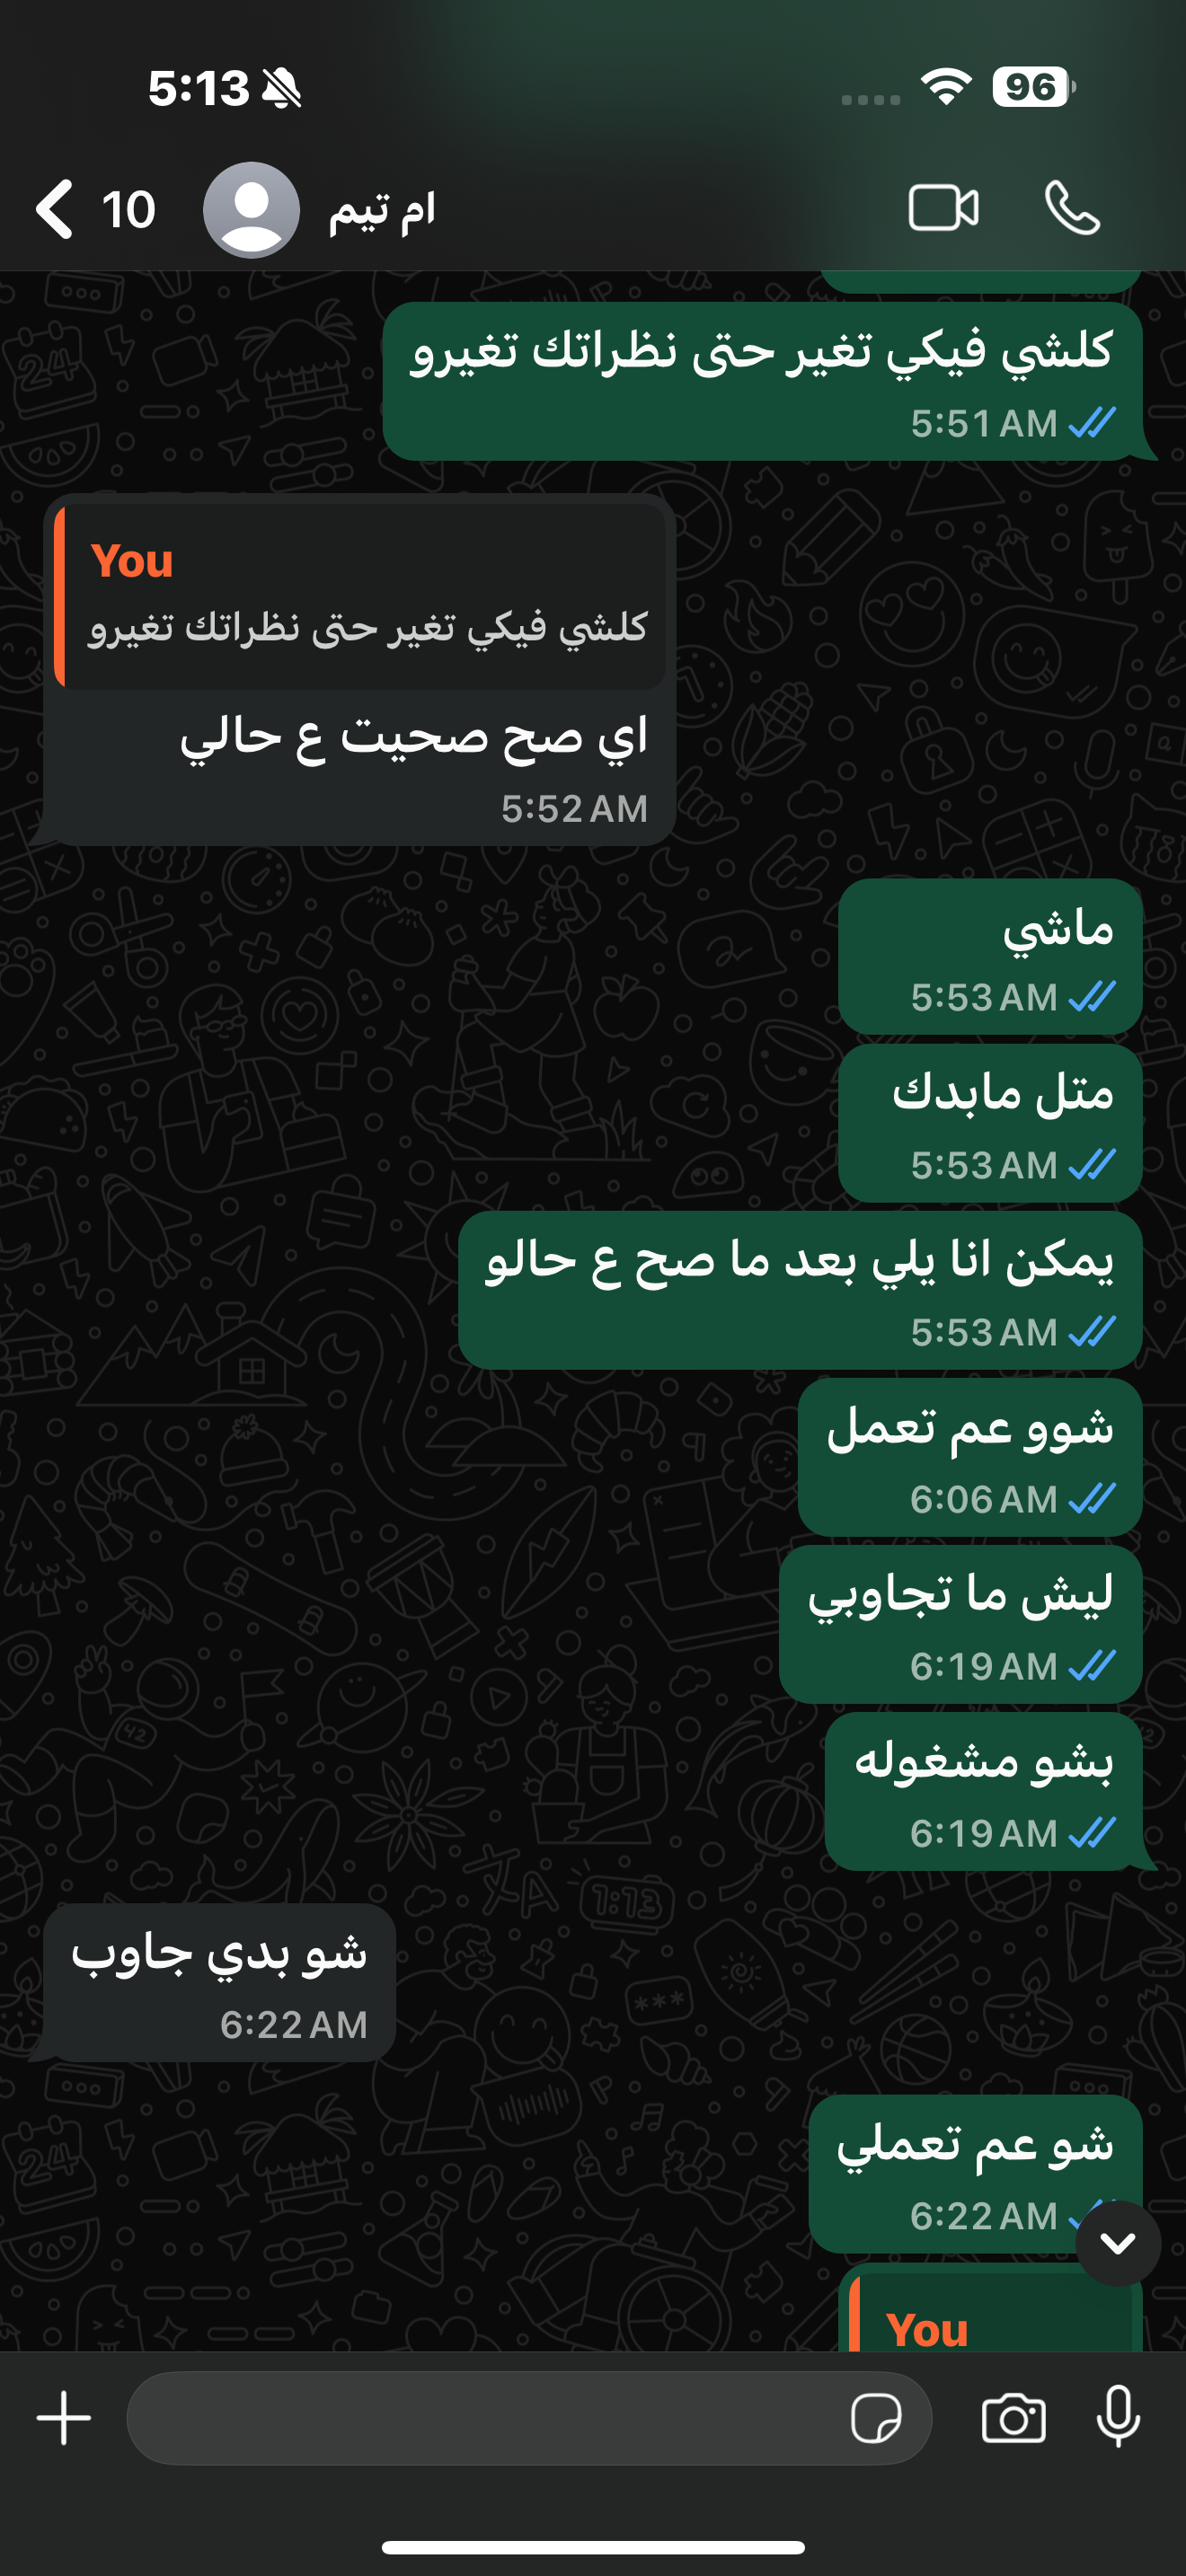 5:13
96
10
ام تيم
كلشي فيكي تغير حتى نظراتك تغيرو
5:51 AM
You
كلشي فيكي تغير حتى نظراتك تغيرو
اي صح صحيت ع حالي
5:52 AM
ماشي
5:53 AM
متل مابدك
5:53 AM
يمكن انا يلي بعد ما صح ع حالو
5:53 AM
شوو عم تعمل
6:06 AM
ليش ما تجاوبي
6:19 AM
بشو مشغوله
6:19 AM
شو بدي جاوب
6:22 AM
شو عم تعملي
6:22 AM
You